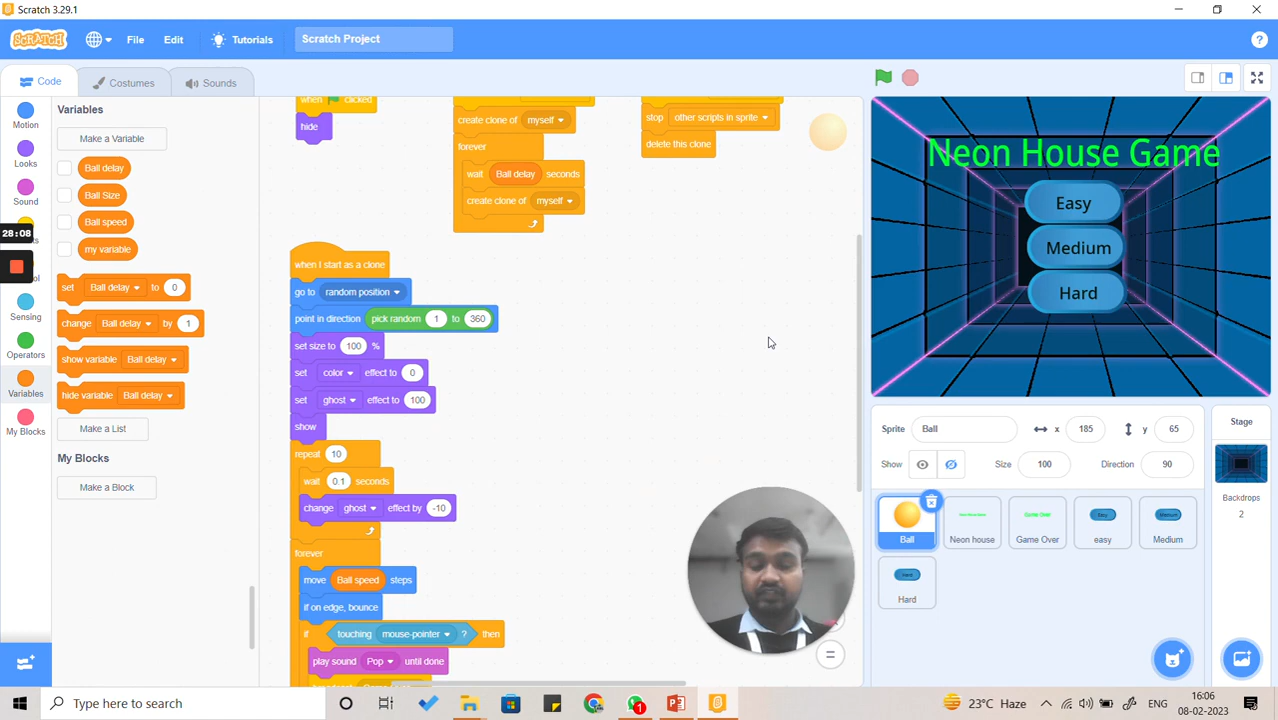 Scratch 3.29.1
SCRATCH File Edit Tutorials Scratch Project ?
Code Costumes Sounds
Motion
Looks
Sound
28:08
Sensing
Operators
Variables
My Blocks
Variables
Make a Variable
Ball delay
Ball Size
Ball speed
my variable
set Ball delay to 0
change Ball delay by 1
show variable Ball delay
hide variable Ball delay
Make a List
My Blocks
Make a Block
when clicked
hide
create clone of myself
forever
wait Ball delay seconds
create clone of myself
stop other scripts in sprite
delete this clone
when I start as a clone
go to random position
point in direction pick random 1 to 360
set size to 100 %
set color effect to 0
set ghost effect to 100
show
repeat 10
wait 0.1 seconds
change ghost effect by -10
forever
move Ball speed steps
if on edge, bounce
if touching mouse-pointer ? then
play sound Pop until done
Neon House Game
Easy
Medium
Hard
Sprite Ball x 185 y 65
Show Size 100 Direction 90
Ball
Neon house
Game Over
Game Over
Easy
easy
Medium
Medium
Hard
Hard
Stage
Backdrops
2
Type here to search
1
23°C Haze
ENG
16:06
08-02-2023